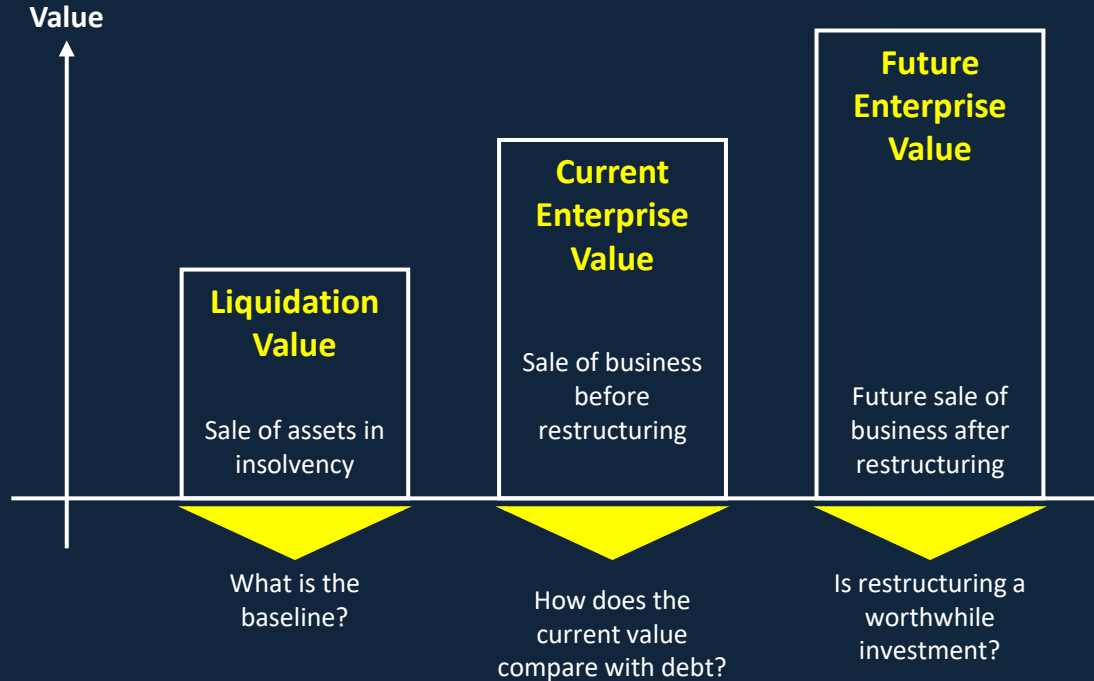 Value
Liquidation
Value
Sale of assets in
insolvency
What is the
baseline?
Current
Enterprise
Value
Sale of business
before
restructuring
How does the
current value
compare with debt?
Future
Enterprise
Value
Future sale of
business after
restructuring
Is restructuring a
worthwhile
investment?